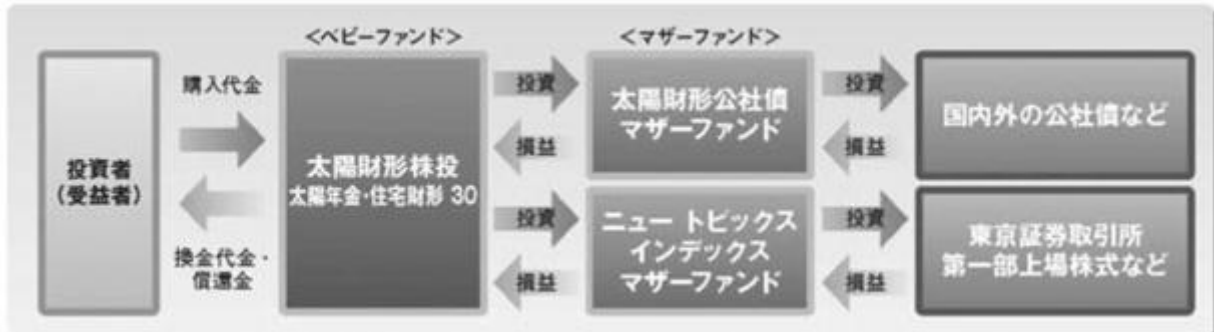 <ベビーファンド>
<マザーファンド>
投資者
(受益者)
購入代金
換金代金・
償還金
太陽財形株投
太陽年金・住宅財形 30
投資
損益
投資
損益
太陽財形公社債
マザーファンド
ニュー トピックス
インデックス
マザーファンド
投資
損益
投資
損益
国内外の公社債など
東京証券取引所
第一部上場株式など